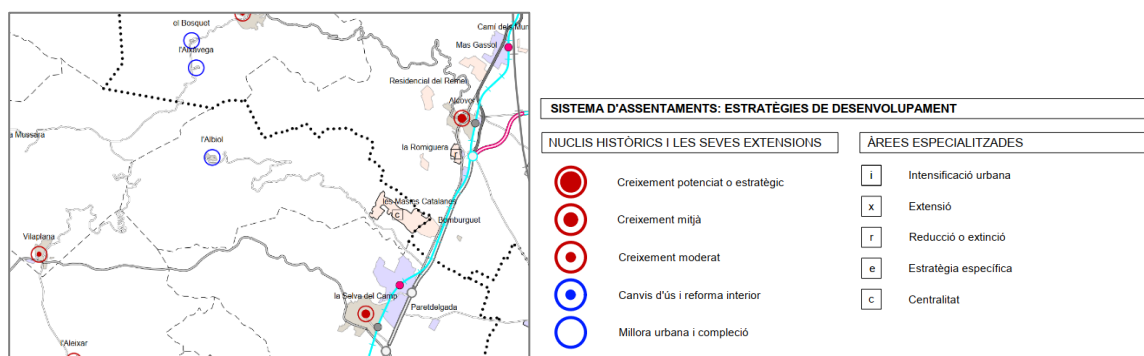 el Bosquet
l'Aixàvega
Camí dels Mun
Mas Gassol
Residencial del Remei
Alcover
a Mussara
l'Albiol
la Romiguera
r
les Masies Catalanes
c
Bomburguet
Vilaplana
la Selva del Camp
Paretdelgada
l'Aleixar
SISTEMA D'ASSENTAMENTS: ESTRATÈGIES DE DESENVOLUPAMENT
NUCLIS HISTÒRICS I LES SEVES EXTENSIONS
Creixement potenciat o estratègic
Creixement mitjà
Creixement moderat
Canvis d'ús i reforma interior
Millora urbana i compleció
ÀREES ESPECIALITZADES
i Intensificació urbana
x Extensió
r Reducció o extinció
e Estratègia específica
c Centralitat